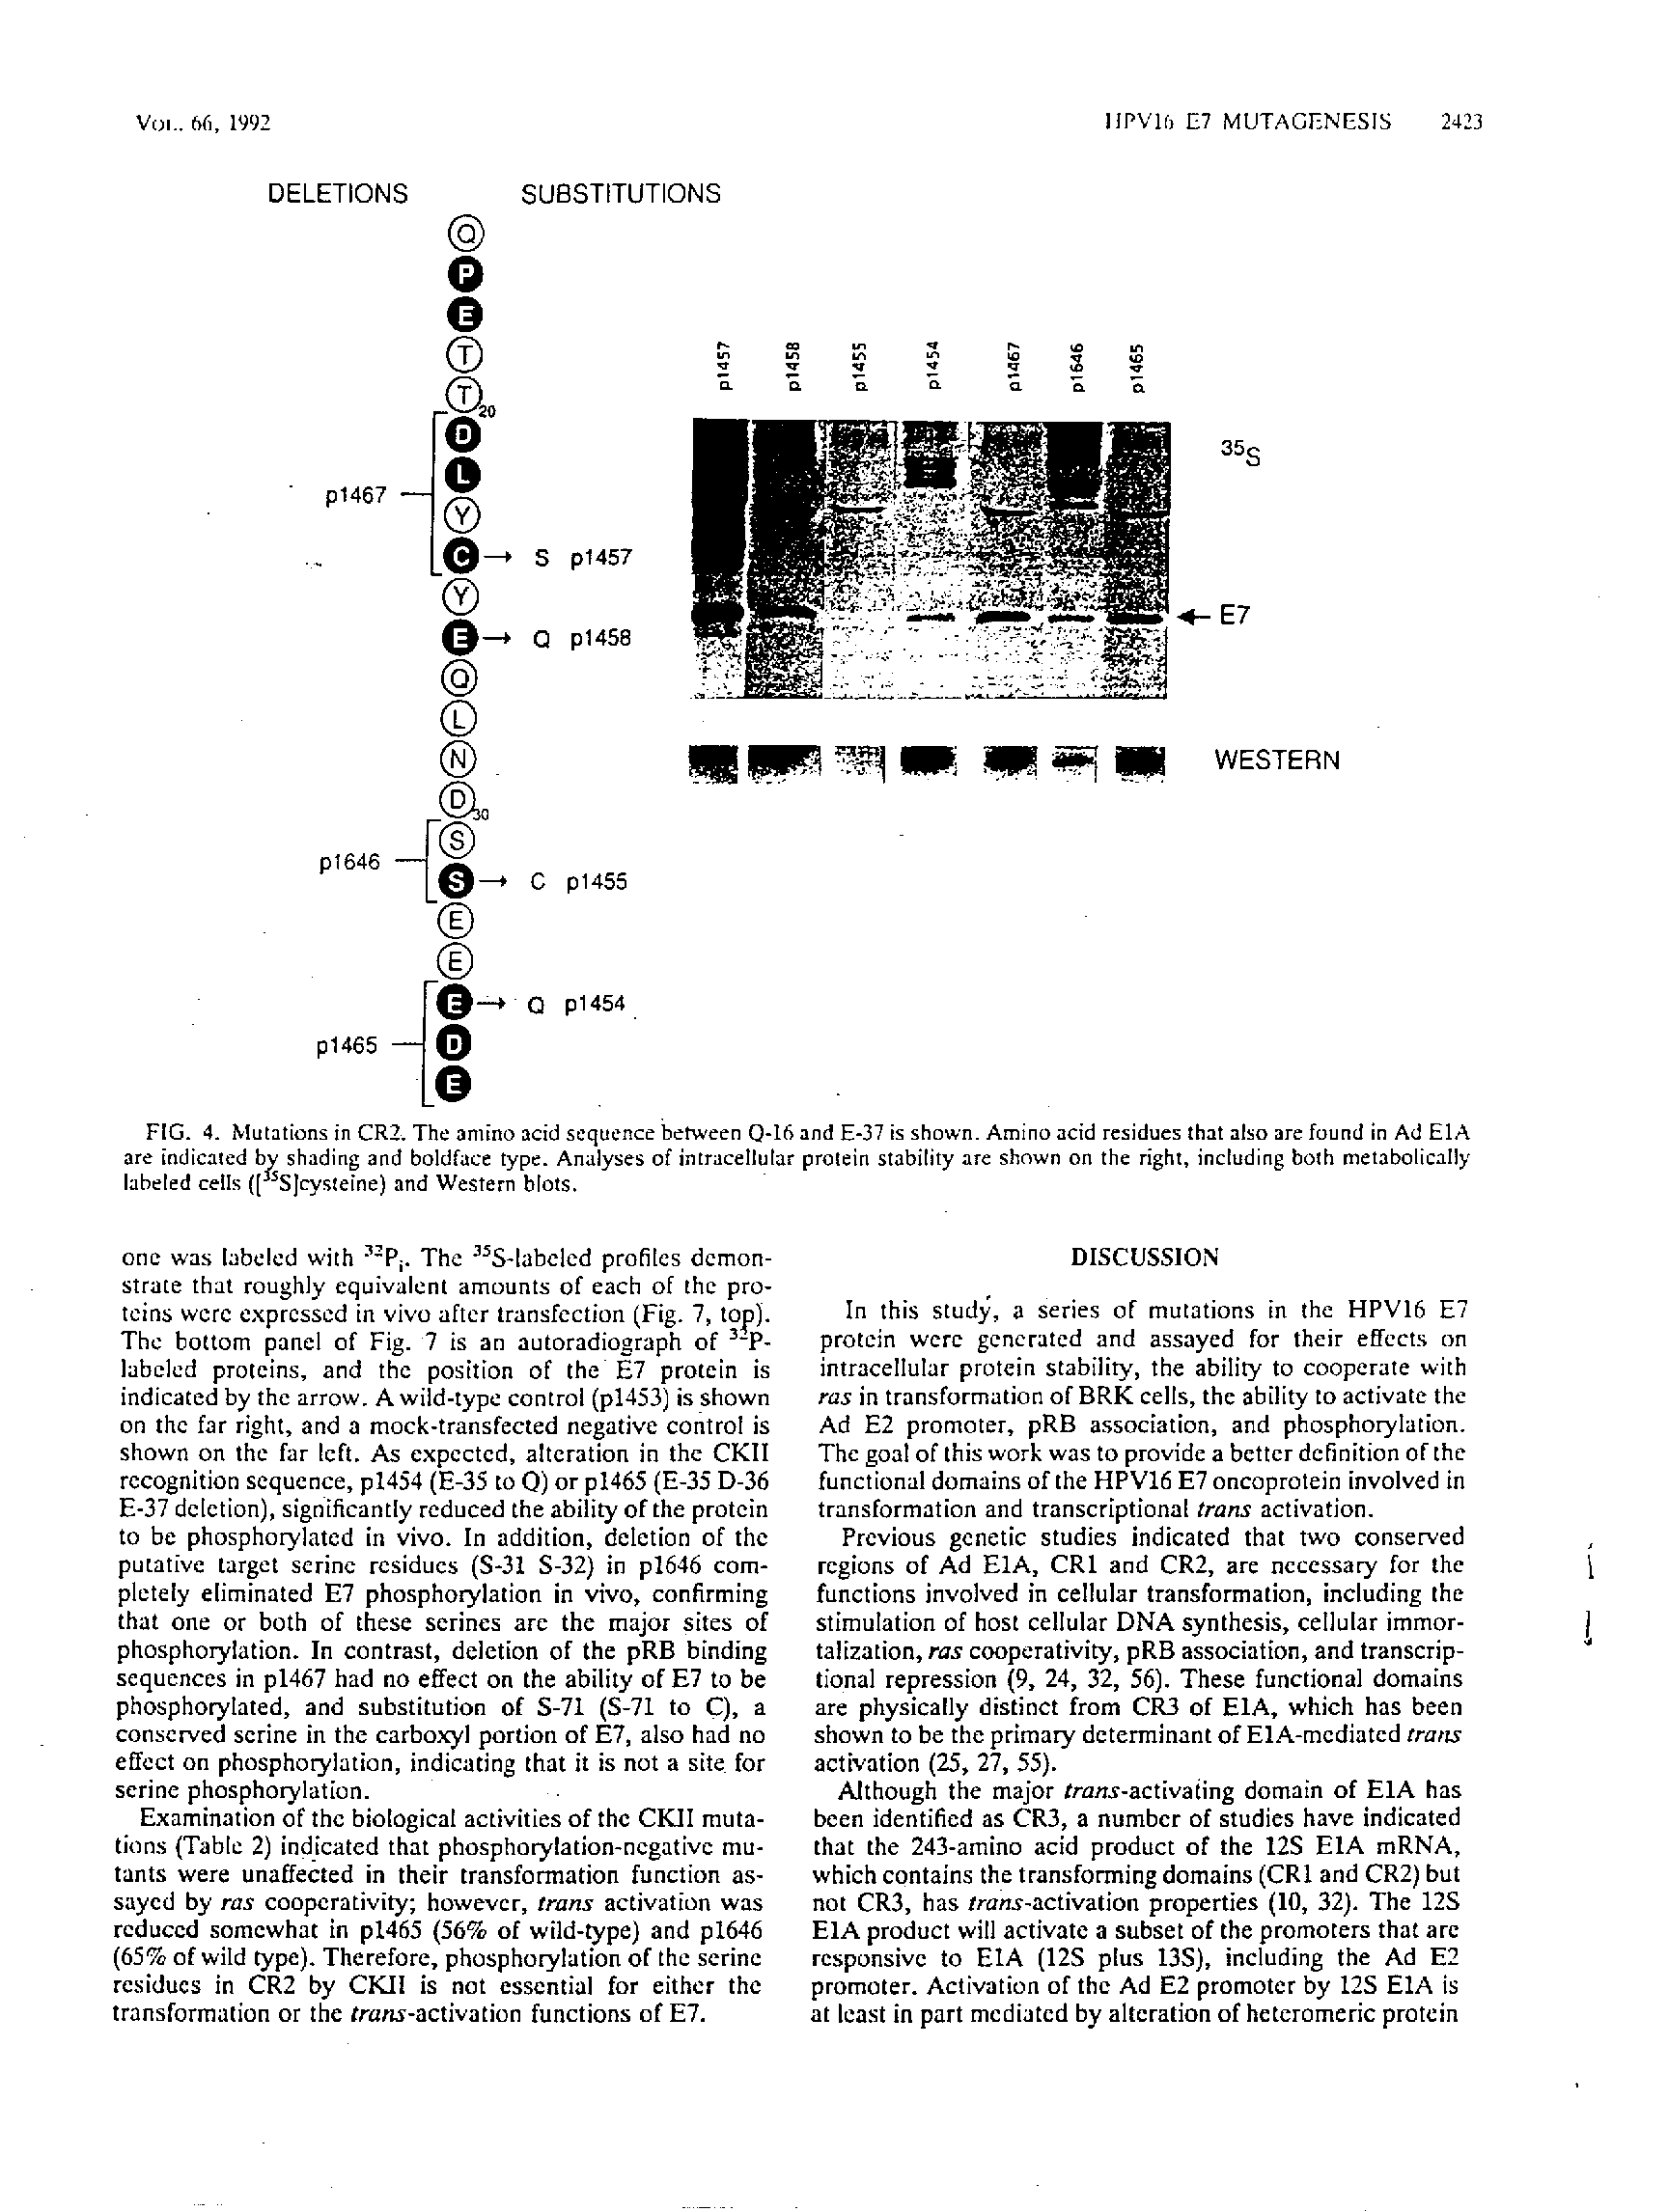 VOL. 66, 1992
HPV16 E7 MUTAGENESIS 2423
DELETIONS
SUBSTITUTIONS
Q
P
E
T
T 20
D
L
p1467
Y
C → S p1457
Y
E → Q p1458
Q
L
N
D 30
S
p1646
S → C p1455
E
E
E → Q p1454
p1465
D
E
p1457 p1458 p1455 p1454 p1467 p1646 p1465
35S
← E7
WESTERN
FIG. 4. Mutations in CR2. The amino acid sequence between Q-16 and E-37 is shown. Amino acid residues that also are found in Ad E1A
are indicated by shading and boldface type. Analyses of intracellular protein stability are shown on the right, including both metabolically
labeled cells ([35S]cysteine) and Western blots.
one was labeled with 32Pi. The 35S-labeled profiles demon-
strate that roughly equivalent amounts of each of the pro-
teins were expressed in vivo after transfection (Fig. 7, top).
The bottom panel of Fig. 7 is an autoradiograph of 32P-
labeled proteins, and the position of the E7 protein is
indicated by the arrow. A wild-type control (p1453) is shown
on the far right, and a mock-transfected negative control is
shown on the far left. As expected, alteration in the CKII
recognition sequence, p1454 (E-35 to Q) or p1465 (E-35 D-36
E-37 deletion), significantly reduced the ability of the protein
to be phosphorylated in vivo. In addition, deletion of the
putative target serine residues (S-31 S-32) in p1646 com-
pletely eliminated E7 phosphorylation in vivo, confirming
that one or both of these serines are the major sites of
phosphorylation. In contrast, deletion of the pRB binding
sequences in p1467 had no effect on the ability of E7 to be
phosphorylated, and substitution of S-71 (S-71 to C), a
conserved serine in the carboxyl portion of E7, also had no
effect on phosphorylation, indicating that it is not a site for
serine phosphorylation.
Examination of the biological activities of the CKII muta-
tions (Table 2) indicated that phosphorylation-negative mu-
tants were unaffected in their transformation function as-
sayed by ras cooperativity; however, trans activation was
reduced somewhat in p1465 (56% of wild-type) and p1646
(65% of wild type). Therefore, phosphorylation of the serine
residues in CR2 by CKII is not essential for either the
transformation or the trans-activation functions of E7.
DISCUSSION
In this study, a series of mutations in the HPV16 E7
protein were generated and assayed for their effects on
intracellular protein stability, the ability to cooperate with
ras in transformation of BRK cells, the ability to activate the
Ad E2 promoter, pRB association, and phosphorylation.
The goal of this work was to provide a better definition of the
functional domains of the HPV16 E7 oncoprotein involved in
transformation and transcriptional trans activation.
Previous genetic studies indicated that two conserved
regions of Ad E1A, CR1 and CR2, are necessary for the
functions involved in cellular transformation, including the
stimulation of host cellular DNA synthesis, cellular immor-
talization, ras cooperativity, pRB association, and transcrip-
tional repression (9, 24, 32, 56). These functional domains
are physically distinct from CR3 of E1A, which has been
shown to be the primary determinant of E1A-mediated trans
activation (25, 27, 55).
Although the major trans-activating domain of E1A has
been identified as CR3, a number of studies have indicated
that the 243-amino acid product of the 12S E1A mRNA,
which contains the transforming domains (CR1 and CR2) but
not CR3, has trans-activation properties (10, 32). The 12S
E1A product will activate a subset of the promoters that are
responsive to E1A (12S plus 13S), including the Ad E2
promoter. Activation of the Ad E2 promoter by 12S E1A is
at least in part mediated by alteration of heteromeric protein